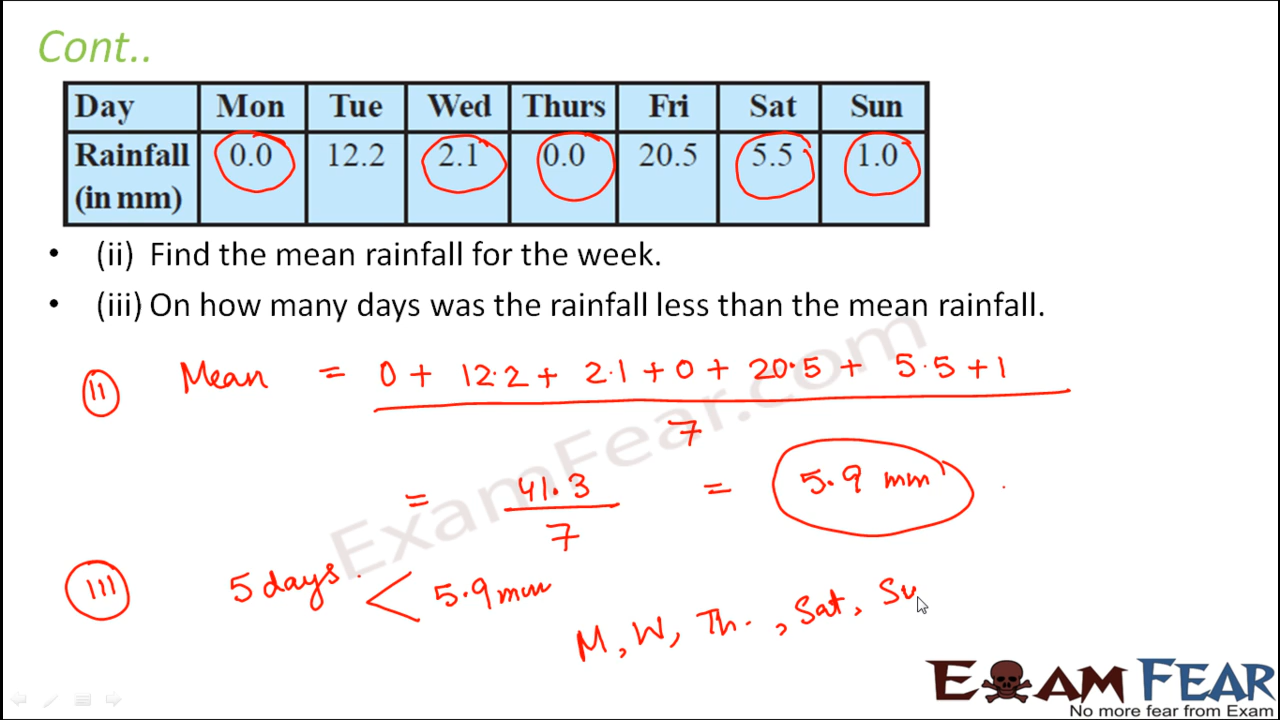 Cont..
Day Mon Tue Wed Thurs Fri Sat Sun
Rainfall 0.0 12.2 2.1 0.0 20.5 5.5 1.0
(in mm)
• (ii) Find the mean rainfall for the week.
• (iii) On how many days was the rainfall less than the mean rainfall.
ii Mean = 0 + 12.2 + 2.1 + 0 + 20.5 + 5.5 + 1
7
= 41.3 = 5.9 mm
7
iii 5 days. < 5.9 mm
M, W, Th., Sat, Su
ExamFear.com
EXAM FEAR
No more fear from Exam